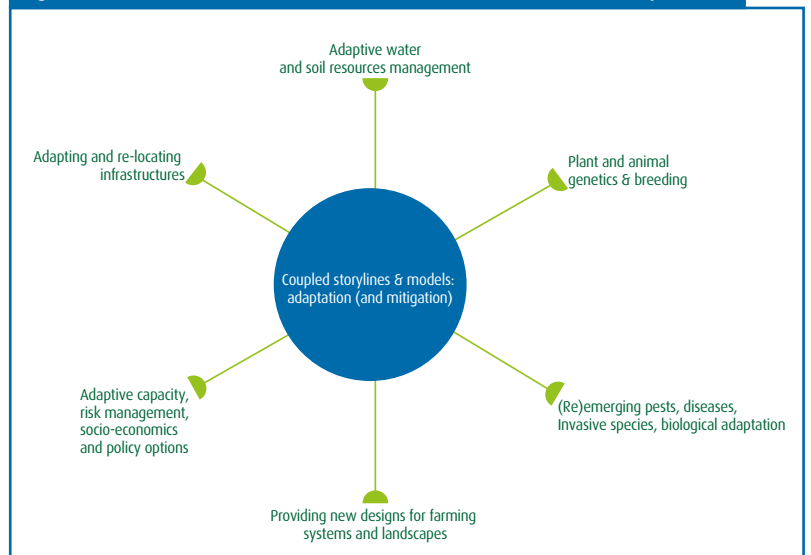 Adaptive water
and soil resources management
Adapting and re-locating
infrastructures
Plant and animal
genetics & breeding
Coupled storylines & models:
adaptation (and mitigation)
Adaptive capacity,
risk management,
socio-economics
and policy options
(Re)emerging pests, diseases,
Invasive species, biological adaptation
Providing new designs for farming
systems and landscapes